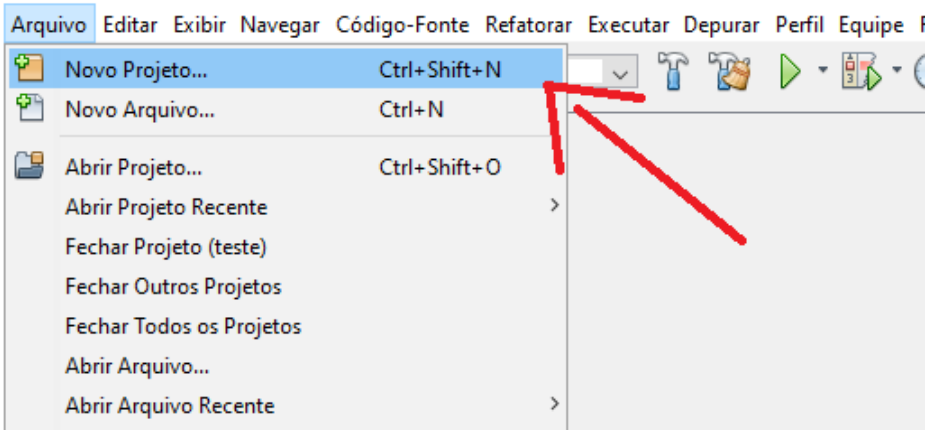 Arquivo Editar Exibir Navegar Código-Fonte Refatorar Executar Depurar Perfil Equipe
Novo Projeto... Ctrl+Shift+N
Novo Arquivo... Ctrl+N
Abrir Projeto... Ctrl+Shift+O
Abrir Projeto Recente
Fechar Projeto (teste)
Fechar Outros Projetos
Fechar Todos os Projetos
Abrir Arquivo...
Abrir Arquivo Recente